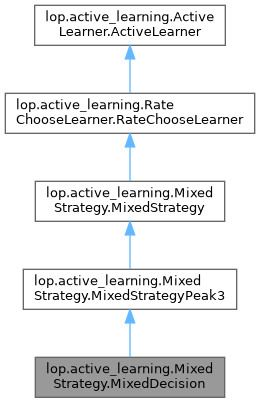 lop.active_learning.Active
Learner.ActiveLearner
lop.active_learning.Rate
ChooseLearner.RateChooseLearner
lop.active_learning.Mixed
Strategy.MixedStrategy
lop.active_learning.Mixed
Strategy.MixedStrategyPeak3
lop.active_learning.Mixed
Strategy.MixedDecision